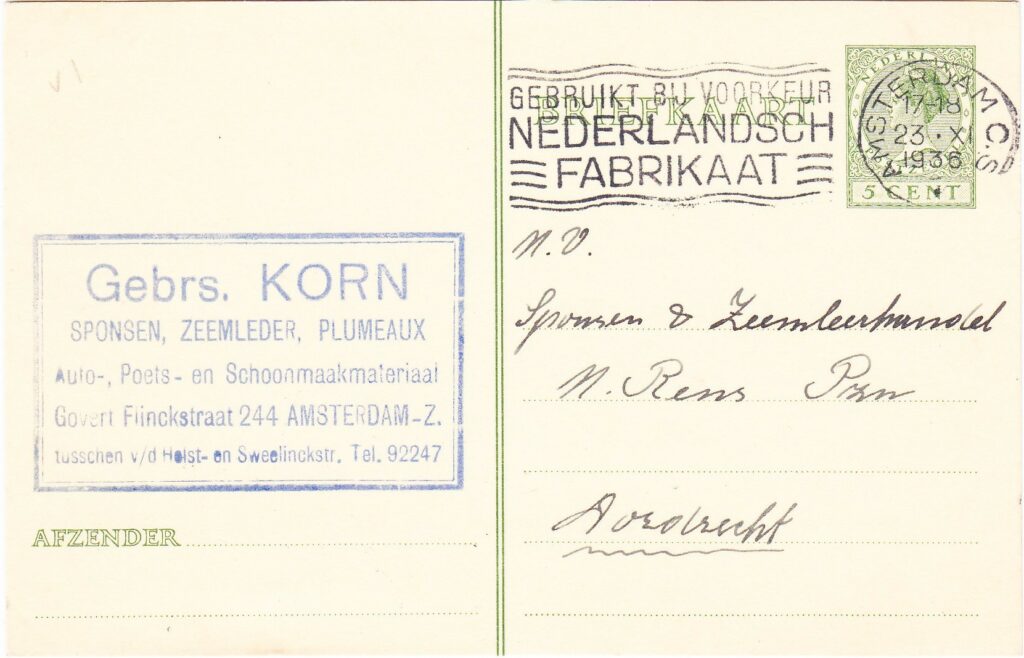 Gebrs. KORN
SPONSEN, ZEEMLEDER, PLUMEAUX
Auto-, Poets- en Schoonmaakmateriaal
Govert Flinckstraat 244 AMSTERDAM-Z.
tusschen v/d Helst- en Sweelinckstr. Tel. 92247
AFZENDER
BRIEFKAART
GEBRUIKT BIJ VOORKEUR
NEDERLANDSCH
FABRIKAAT
NEDERLAND
5 CENT
AMSTERDAM C.S
17-18
23 · XI
1936
N.V.
Sponsen & Zeemleerhandel
N. Rens Pzn
Dordrecht